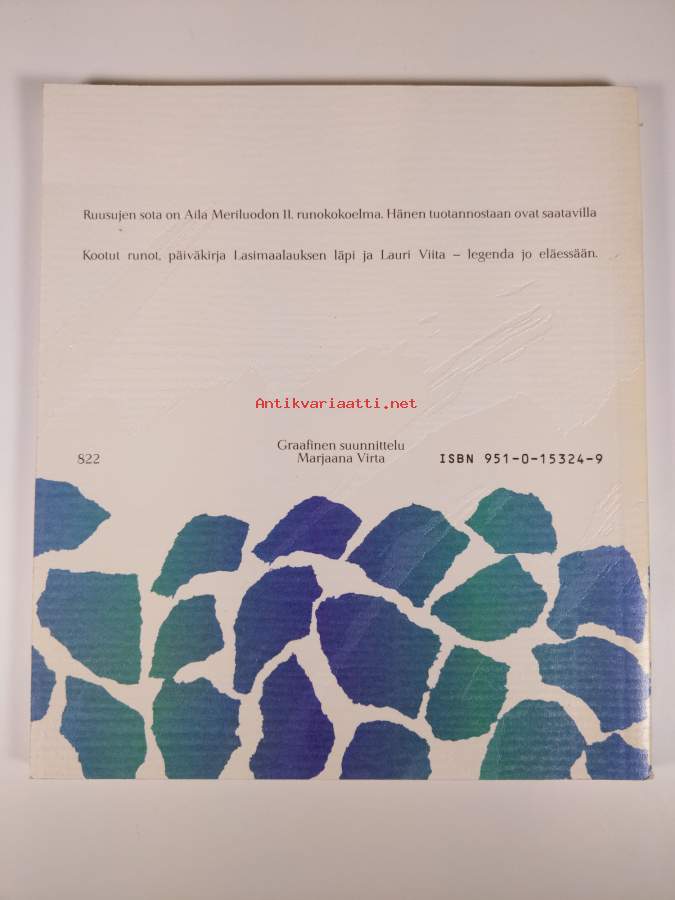 Ruusujen sota on Aila Meriluodon 11. runokokoelma. Hänen tuotannostaan ovat saatavilla
Kootut runot, päiväkirja Lasimaalauksen läpi ja Lauri Viita – legenda jo eläessään.
Antikvariaatti.net
822
Graafinen suunnittelu
Marjaana Virta
ISBN 951-0-15324-9